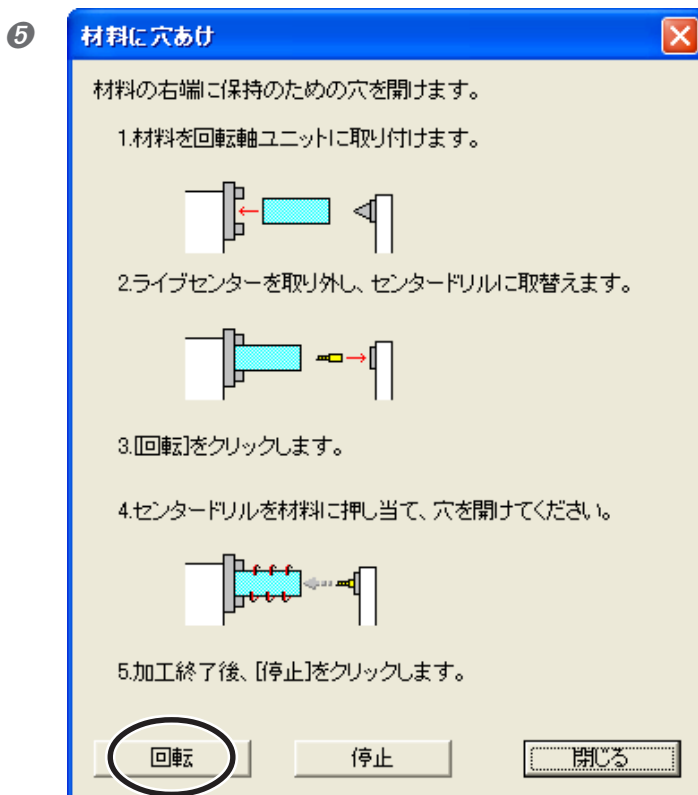 ❺
材料に穴あけ
材料の右端に保持のための穴を開けます。
1.材料を回転軸ユニットに取り付けます。
2.ライブセンターを取り外し、センタードリルに取替えます。
3.[回転]をクリックします。
4.センタードリルを材料に押し当て、穴を開けてください。
5.加工終了後、[停止]をクリックします。
回転 停止 閉じる